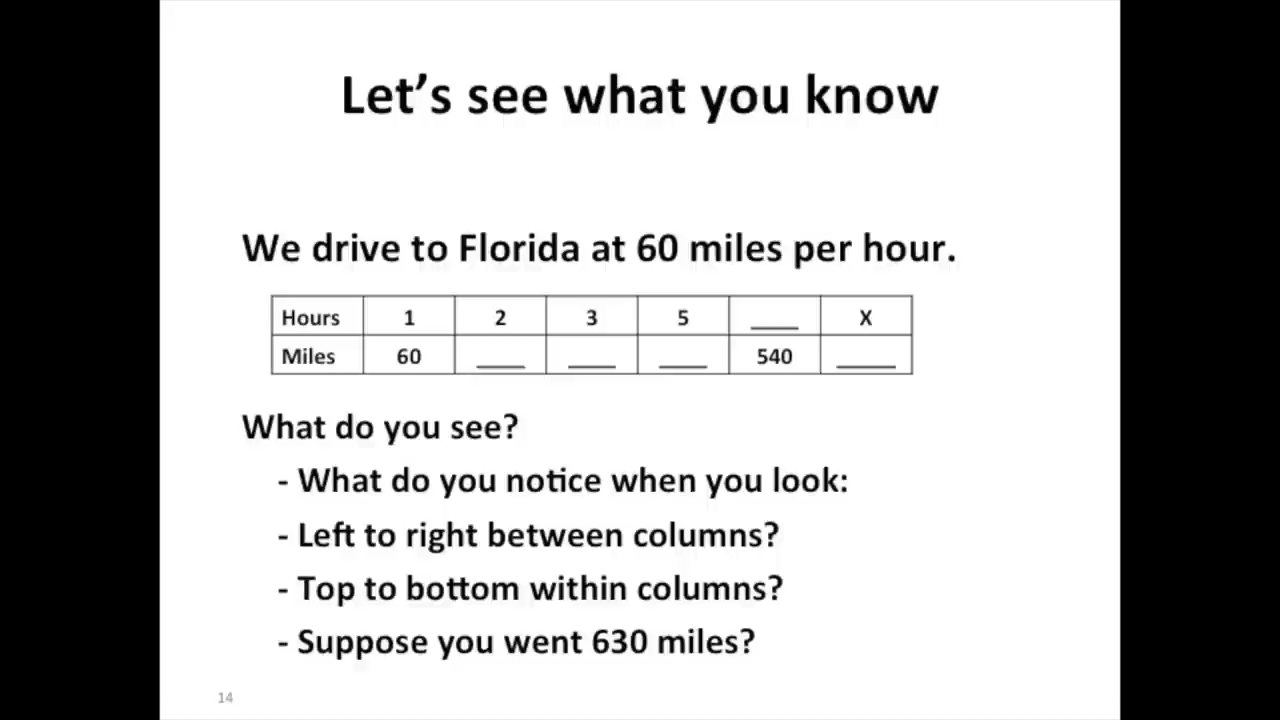 Let’s see what you know
We drive to Florida at 60 miles per hour.
Hours 1 2 3 5 ____ X
Miles 60 ____ ____ ____ 540 _____
What do you see?
- What do you notice when you look:
- Left to right between columns?
- Top to bottom within columns?
- Suppose you went 630 miles?
14